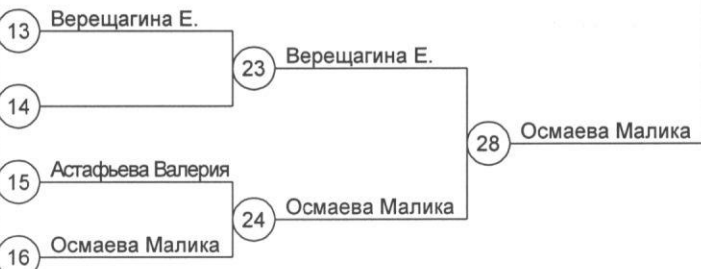 13 Верещагина Е.
23 Верещагина Е.
14
28 Осмаева Малика
15 Астафьева Валерия
24 Осмаева Малика
16 Осмаева Малика